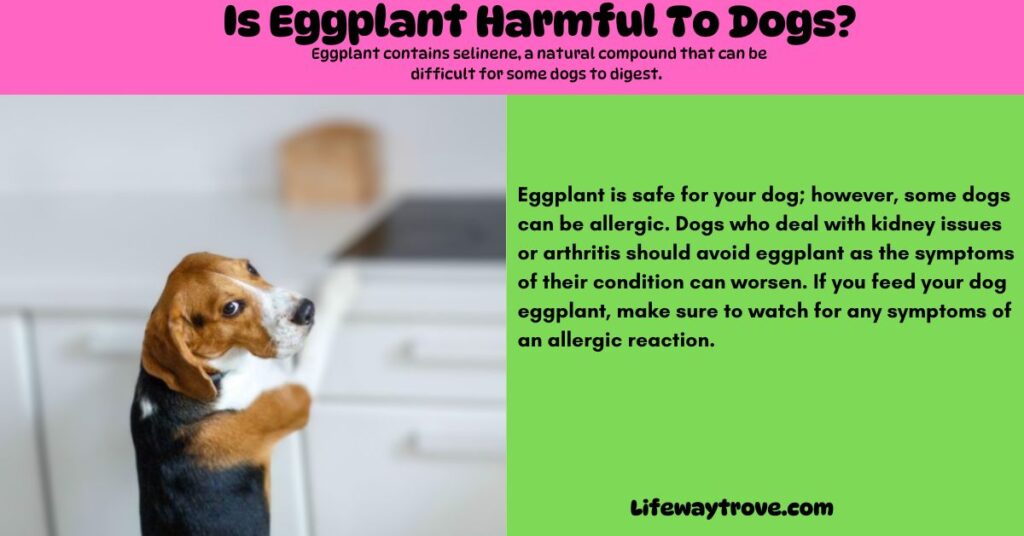 Is Eggplant Harmful To Dogs?
Eggplant contains selinene, a natural compound that can be
difficult for some dogs to digest.
Eggplant is safe for your dog; however, some dogs
can be allergic. Dogs who deal with kidney issues
or arthritis should avoid eggplant as the symptoms
of their condition can worsen. If you feed your dog
eggplant, make sure to watch for any symptoms of
an allergic reaction.
Lifewaytrove.com